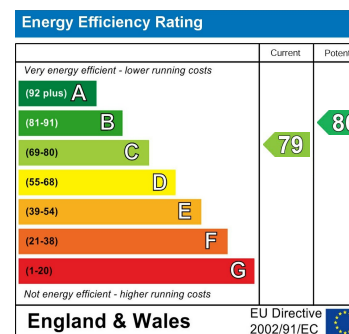 Energy Efficiency Rating
Current
Very energy efficient - lower running costs
(92 plus) A
(81-91) B
(69-80) C
79
(55-68) D
(39-54) E
(21-38) F
(1-20) G
Not energy efficient - higher running costs
England & Wales
EU Directive
2002/91/EC